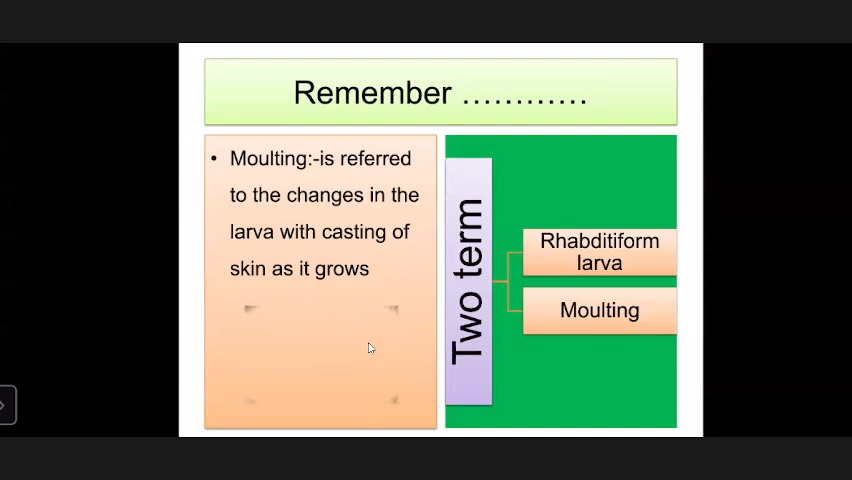 Remember …………
• Moulting:-is referred
to the changes in the
larva with casting of
skin as it grows
Two term
Rhabditiform
larva
Moulting